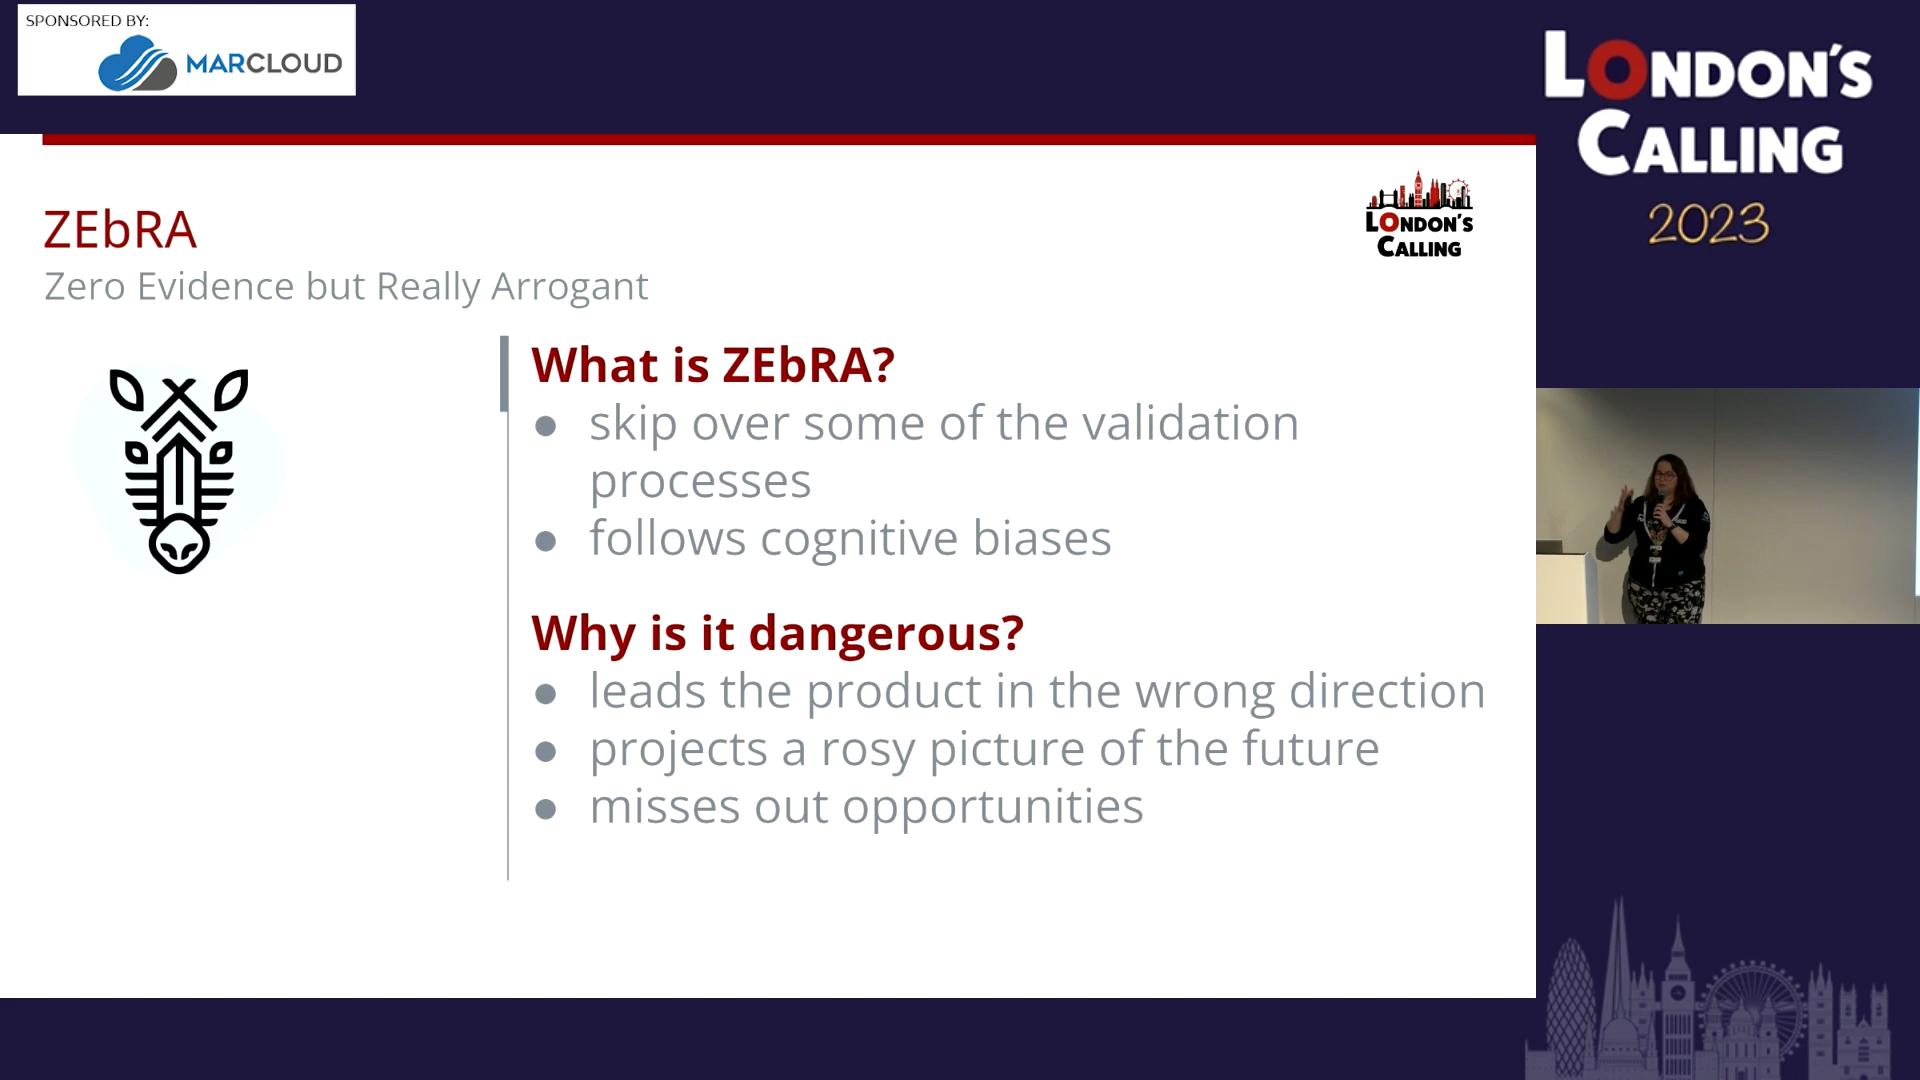 SPONSORED BY:
MARCLOUD
LONDON'S
CALLING
2023
LONDON'S
CALLING
ZEbRA
Zero Evidence but Really Arrogant
What is ZEbRA?
● skip over some of the validation
processes
● follows cognitive biases
Why is it dangerous?
● leads the product in the wrong direction
● projects a rosy picture of the future
● misses out opportunities